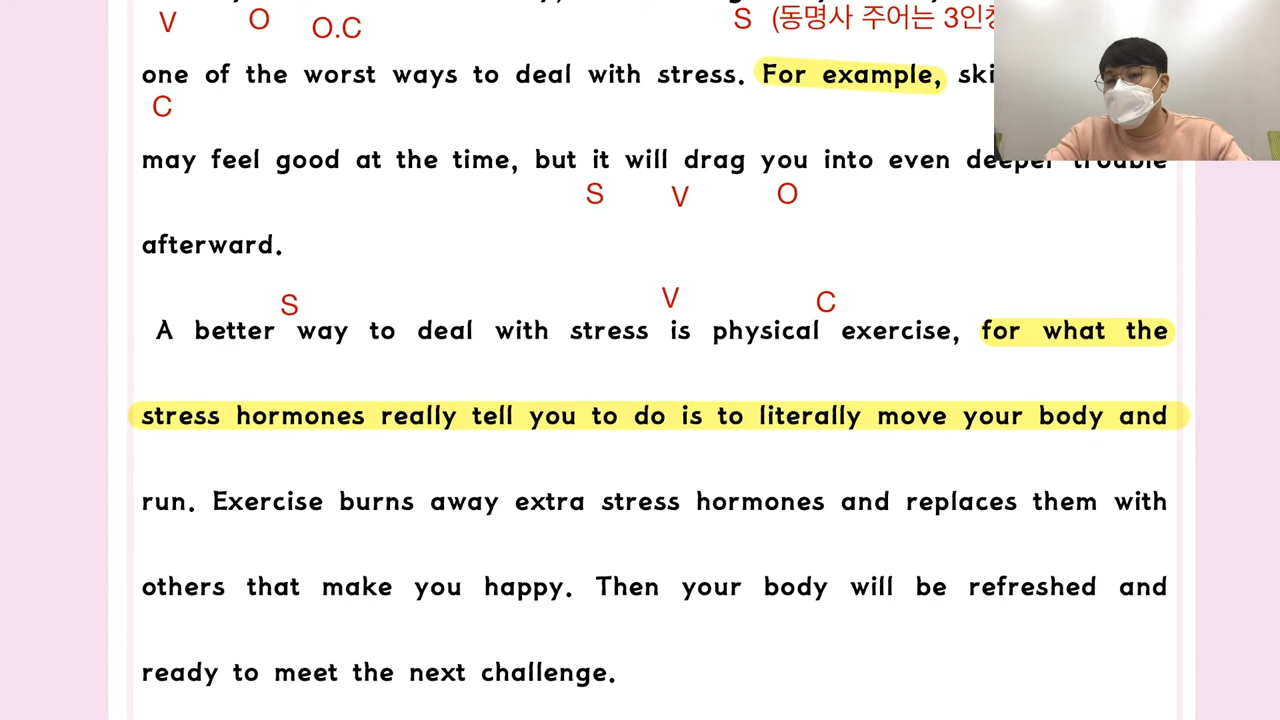 V O O.C S (동명사 주어는 3인칭
one of the worst ways to deal with stress. For example,
C
may feel good at the time, but it will drag you into even deeper trouble
S V O
afterward.
S V C
A better way to deal with stress is physical exercise, for what the
stress hormones really tell you to do is to literally move your body and
run. Exercise burns away extra stress hormones and replaces them with
others that make you happy. Then your body will be refreshed and
ready to meet the next challenge.